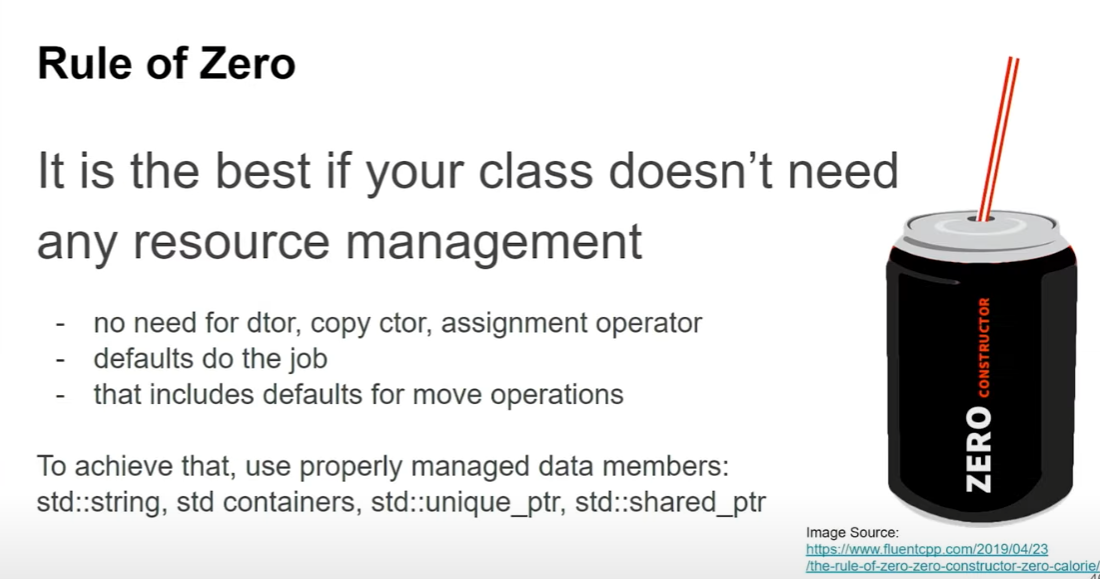 Rule of Zero
It is the best if your class doesn’t need
any resource management
- no need for dtor, copy ctor, assignment operator
- defaults do the job
- that includes defaults for move operations
To achieve that, use properly managed data members:
std::string, std containers, std::unique_ptr, std::shared_ptr
ZERO CONSTRUCTOR
Image Source:
https://www.fluentcpp.com/2019/04/23
/the-rule-of-zero-zero-constructor-zero-calorie/